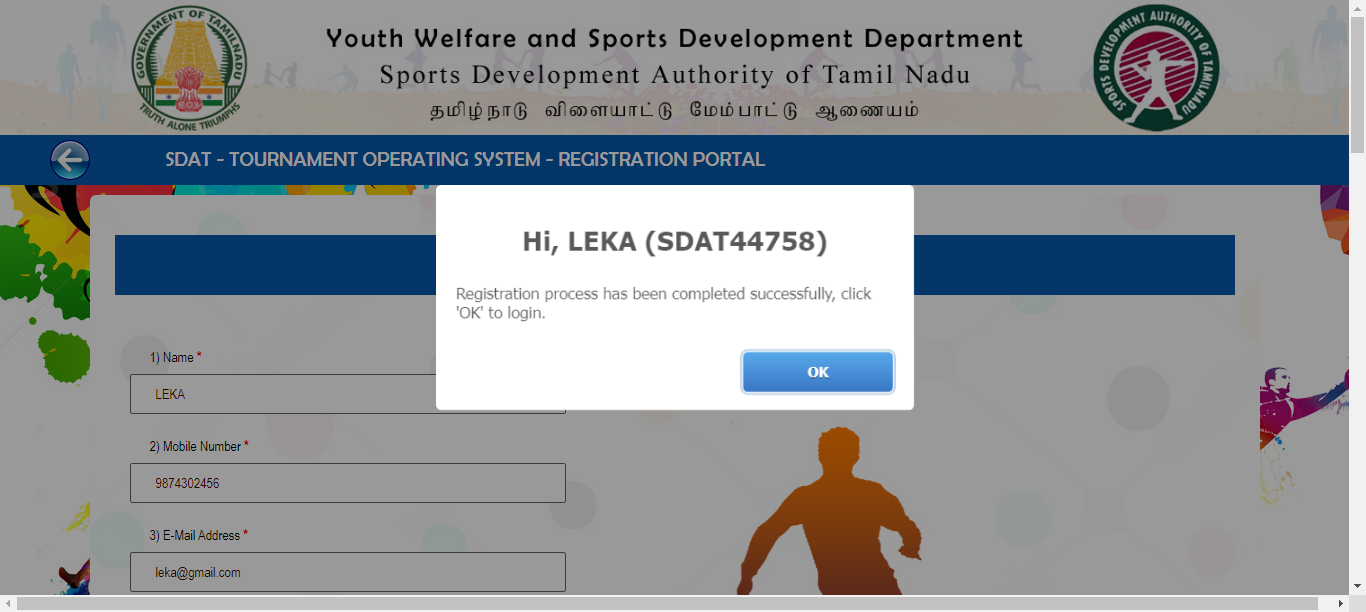 GOVERNMENT OF TAMILNADU
TRUTH ALONE TRIUMPHS
Youth Welfare and Sports Development Department
Sports Development Authority of Tamil Nadu
தமிழ்நாடு விளையாட்டு மேம்பாட்டு ஆணையம்
SPORTS DEVELOPMENT AUTHORITY OF TAMILNADU
SDAT - TOURNAMENT OPERATING SYSTEM - REGISTRATION PORTAL
Hi, LEKA (SDAT44758)
Registration process has been completed successfully, click
'OK' to login.
OK
1) Name *
LEKA
2) Mobile Number *
9874302456
3) E-Mail Address *
leka@gmail.com